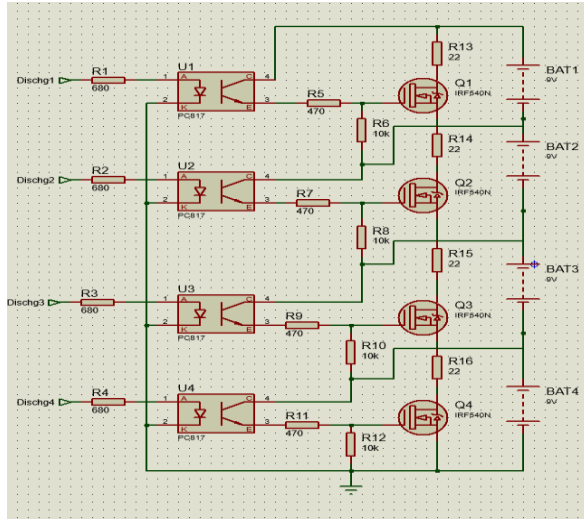 R13
22
U1
BAT1
9V
Dischg1
R1
680
1
A
C
4
2
K
E
3
PC817
R5
470
Q1
IRF540N
R6
10k
R14
22
BAT2
9V
U2
Dischg2
R2
680
1
A
C
4
2
K
E
3
PC817
R7
470
Q2
IRF540N
R8
10k
R15
22
BAT3
9V
U3
Dischg3
R3
680
1
A
C
4
2
K
E
3
PC817
R9
470
Q3
IRF540N
R10
10k
R16
22
BAT4
9V
U4
Dischg4
R4
680
1
A
C
4
2
K
E
3
PC817
R11
470
Q4
IRF540N
R12
10k